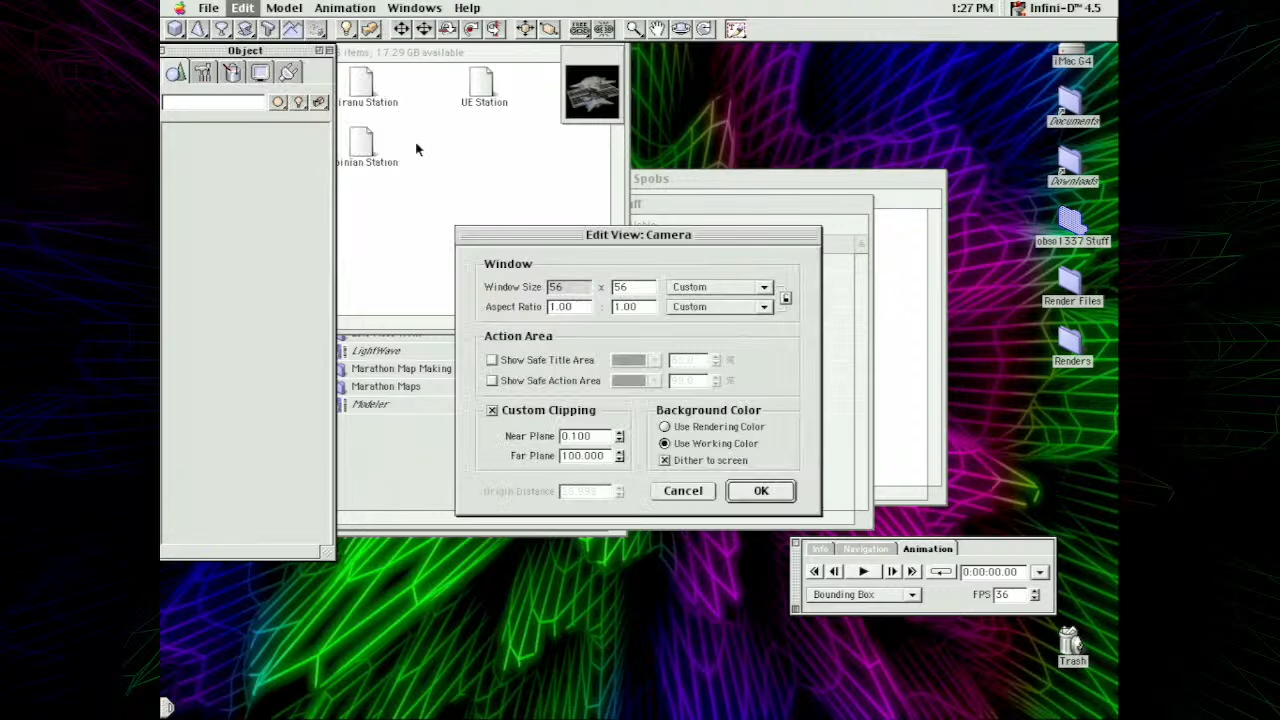 File Edit Model Animation Windows Help 1:27 PM Infini-D™ 4.5
Object
items, 17.29 GB available
iranu Station
UE Station
inian Station
iMac G4
Documents
Downloads
obsol337 Stuff
Render Files
Renders
Trash
Spobs
uff
LightWave
Marathon Map Making
Marathon Maps
Modeler
Edit View: Camera
Window
Window Size 56 x 56 Custom
Aspect Ratio 1.00 : 1.00 Custom
Action Area
Show Safe Title Area %
Show Safe Action Area %
Custom Clipping
Near Plane 0.100
Far Plane 100.000
Background Color
Use Rendering Color
Use Working Color
Dither to screen
Origin Distance
Cancel OK
Info Navigation Animation
0:00:00.00
Bounding Box FPS 36